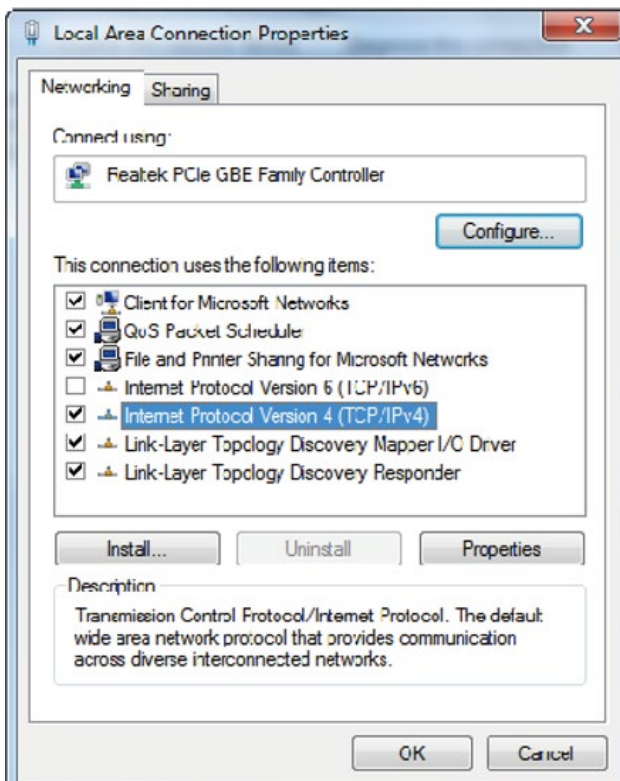 Local Area Connection Properties
Networking
Sharing
Connect using:
Realtek PCIe GBE Family Controller
Configure...
This connection uses the following items:
Client for Microsoft Networks
QoS Packet Scheduler
File and Printer Sharing for Microsoft Networks
Internet Protocol Version 6 (TCP/IPv6)
Internet Protocol Version 4 (TCP/IPv4)
Link-Layer Topology Discovery Mapper I/O Driver
Link-Layer Topology Discovery Responder
Install...
Uninstall
Properties
Description
Transmission Control Protocol/Internet Protocol. The default
wide area network protocol that provides communication
across diverse interconnected networks.
OK
Cancel